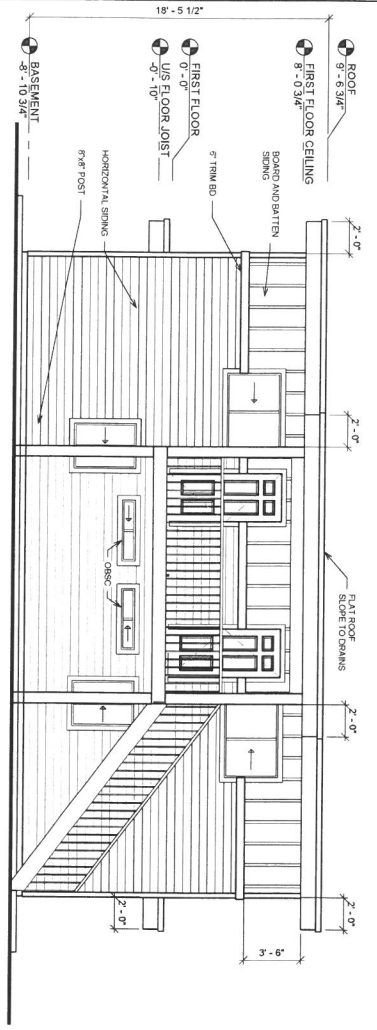 18' - 5 1/2"
ROOF
9' - 6 3/4"
FIRST FLOOR CEILING
8' - 0 3/4"
FIRST FLOOR
0' - 0"
U/S FLOOR JOIST
-0' - 10"
BASEMENT
-8' - 10 3/4"
2' - 0"
BOARD AND BATTEN
SIDING
6" TRIM BD
HORIZONTAL SIDING
8"x8" POST
2' - 0"
FLAT ROOF
SLOPE TO DRAINS
OBSC
2' - 0"
2' - 0"
2' - 0"
3' - 6"